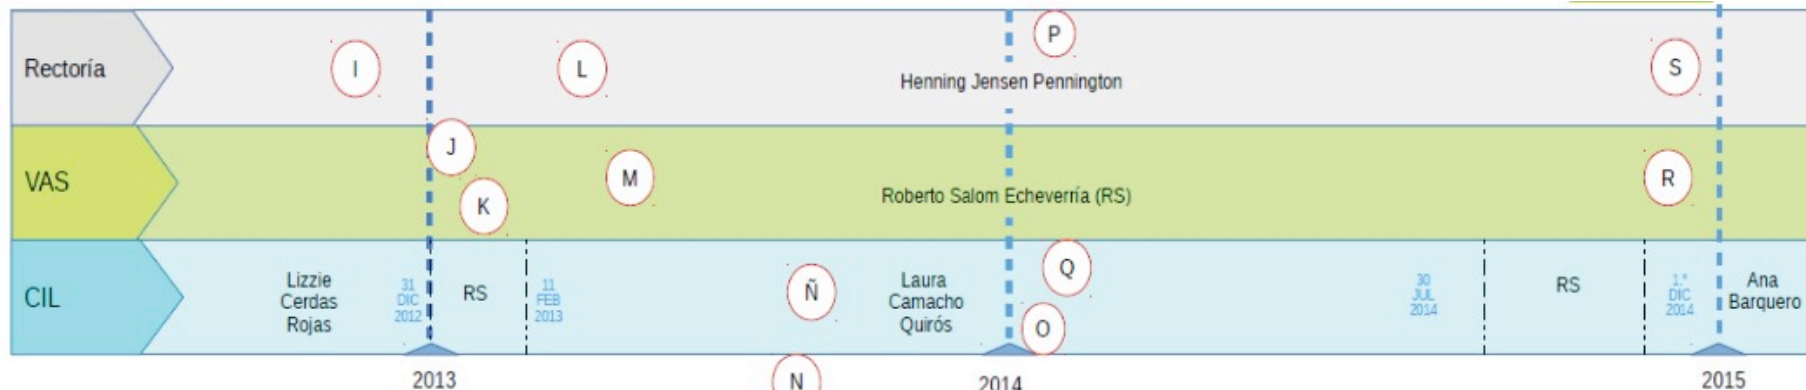 Rectoría
I
L
P
Henning Jensen Pennington
S
VAS
J
K
M
Roberto Salom Echeverría (RS)
R
CIL
Lizzie
Cerdas
Rojas
31
DIC
2012
RS
11
FEB
2013
Ñ
Laura
Camacho
Quirós
Q
O
30
JUL
2014
RS
1.ª
DIC
2014
Ana
Barquero
2013
N
2014
2015